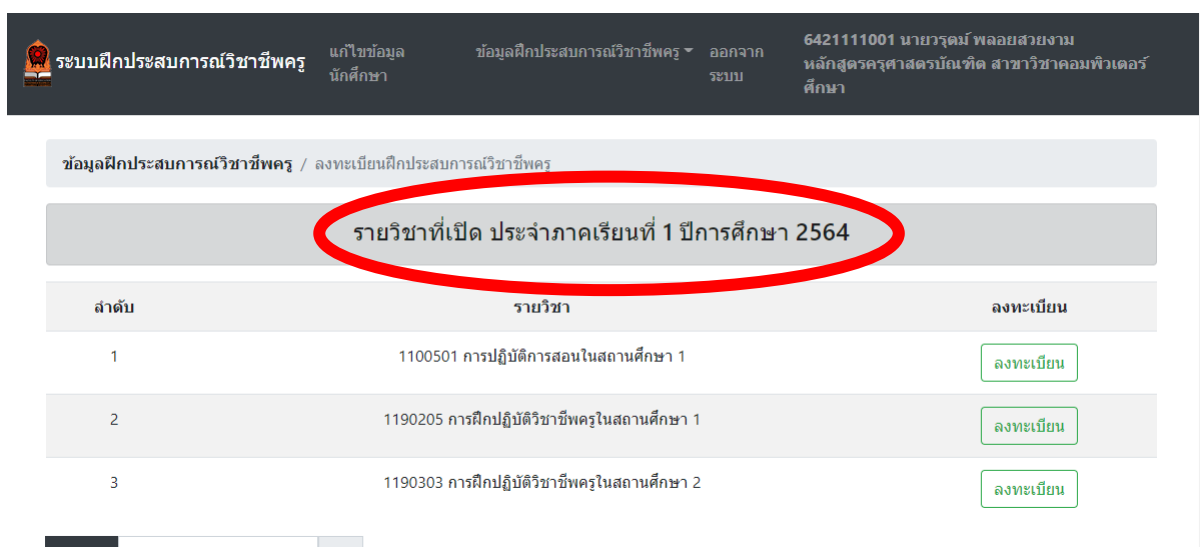 ระบบฝึกประสบการณ์วิชาชีพครู
แก้ไขข้อมูล
นักศึกษา
ข้อมูลฝึกประสบการณ์วิชาชีพครู
ออกจาก
ระบบ
6421111001 นายวรุตม์ พลอยสวยงาม
หลักสูตรครุศาสตรบัณฑิต สาขาวิชาคอมพิวเตอร์
ศึกษา
ข้อมูลฝึกประสบการณ์วิชาชีพครู / ลงทะเบียนฝึกประสบการณ์วิชาชีพครู
รายวิชาที่เปิด ประจำภาคเรียนที่ 1 ปีการศึกษา 2564
ลำดับ รายวิชา ลงทะเบียน
1 1100501 การปฏิบัติการสอนในสถานศึกษา 1 ลงทะเบียน
2 1190205 การฝึกปฏิบัติวิชาชีพครูในสถานศึกษา 1 ลงทะเบียน
3 1190303 การฝึกปฏิบัติวิชาชีพครูในสถานศึกษา 2 ลงทะเบียน